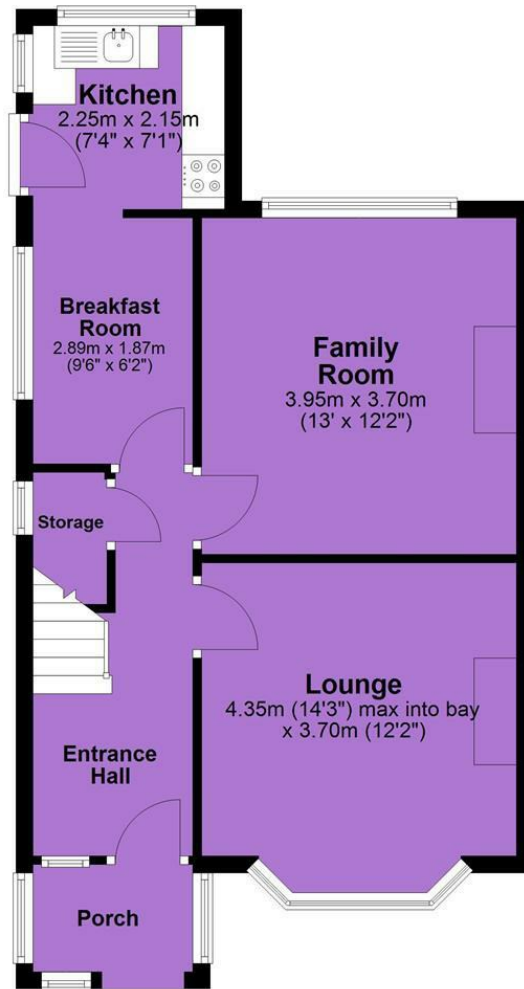 Kitchen
2.25m x 2.15m
(7'4" x 7'1")
Breakfast
Room
2.89m x 1.87m
(9'6" x 6'2")
Family
Room
3.95m x 3.70m
(13' x 12'2")
Storage
Lounge
4.35m (14'3") max into bay
x 3.70m (12'2")
Entrance
Hall
Porch